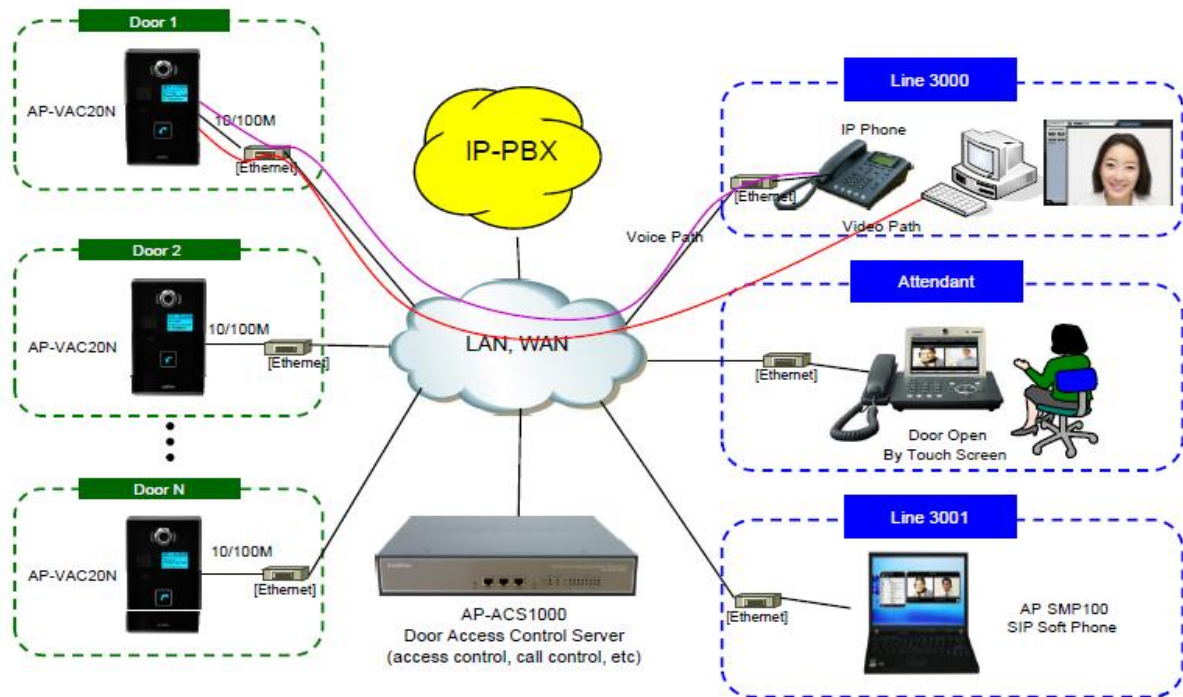 Door 1
AP-VAC20N
10/100M
[Ethernet]
Door 2
AP-VAC20N
10/100M
[Ethernet]
Door N
AP-VAC20N
10/100M
[Ethernet]
IP-PBX
LAN, WAN
AP-ACS1000
Door Access Control Server
(access control, call control, etc)
Line 3000
IP Phone
[Ethernet]
Voice Path
Video Path
Attendant
[Ethernet]
Door Open
By Touch Screen
Line 3001
[Ethernet]
AP SMP100
SIP Soft Phone